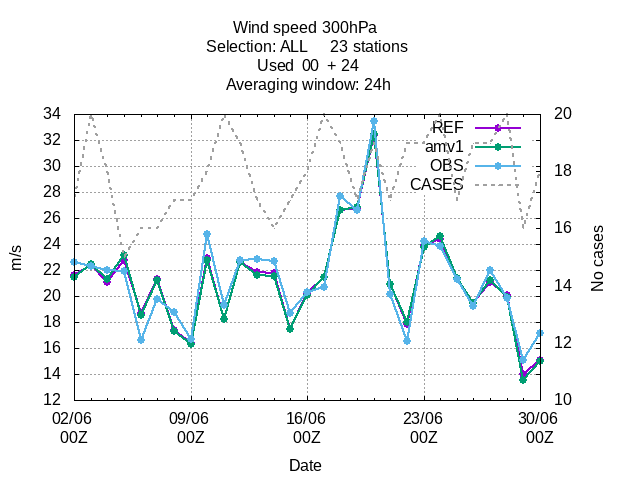 Wind speed 300hPa
Selection: ALL     23 stations
Used  00  + 24
Averaging window: 24h
34
32
30
28
26
24
22
20
18
16
14
12
m/s
REF
amv1
OBS
CASES
20
18
16
14
12
10
No cases
02/06 09/06 16/06 23/06 30/06
00Z 00Z 00Z 00Z 00Z
Date